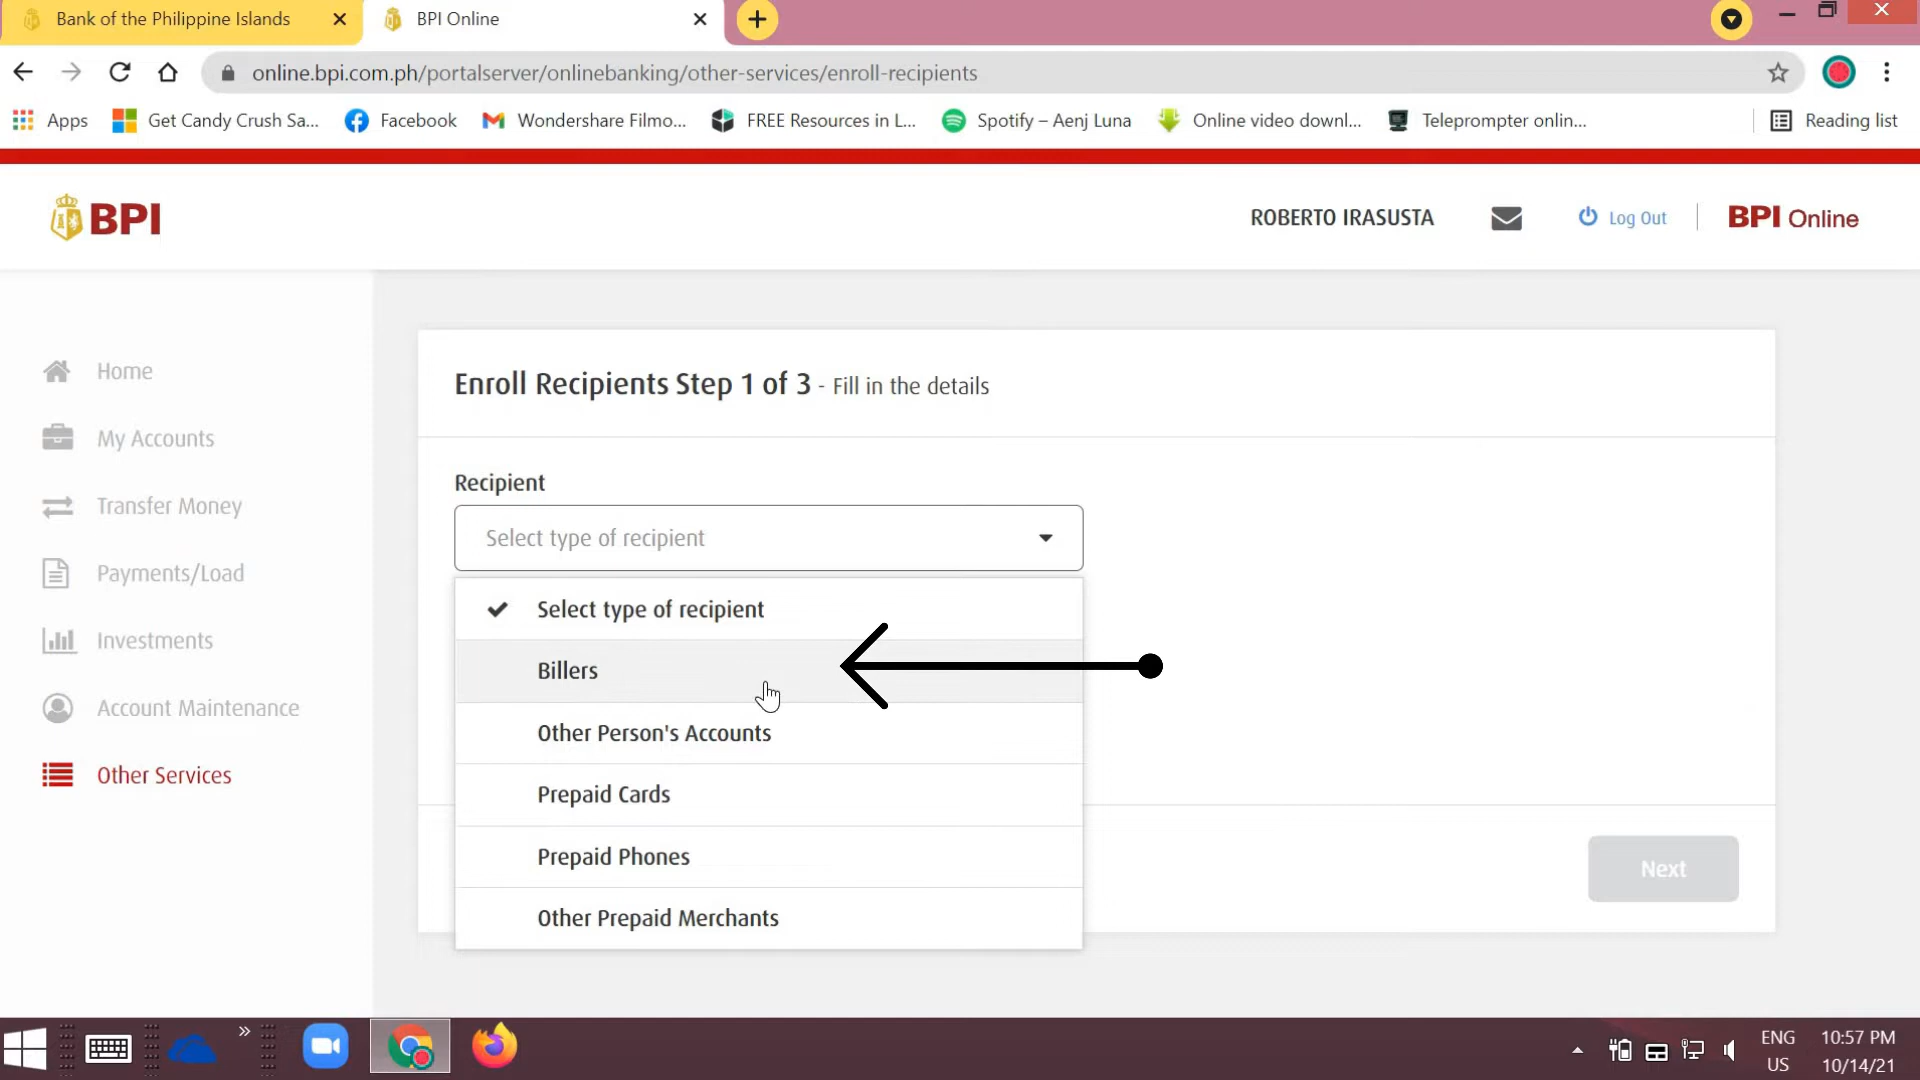 Bank of the Philippine Islands
BPI Online
online.bpi.com.ph/portalserver/onlinebanking/other-services/enroll-recipients
Apps
Get Candy Crush Sa...
Facebook
Wondershare Filmo...
FREE Resources in L...
Spotify – Aenj Luna
Online video downl...
Teleprompter onlin...
Reading list
BPI
ROBERTO IRASUSTA
Log Out
BPI Online
Home
My Accounts
Transfer Money
Payments/Load
Investments
Account Maintenance
Other Services
Enroll Recipients Step 1 of 3 - Fill in the details
Recipient
Select type of recipient
Select type of recipient
Billers
Other Person's Accounts
Prepaid Cards
Prepaid Phones
Other Prepaid Merchants
Next
ENG
US
10:57 PM
10/14/21